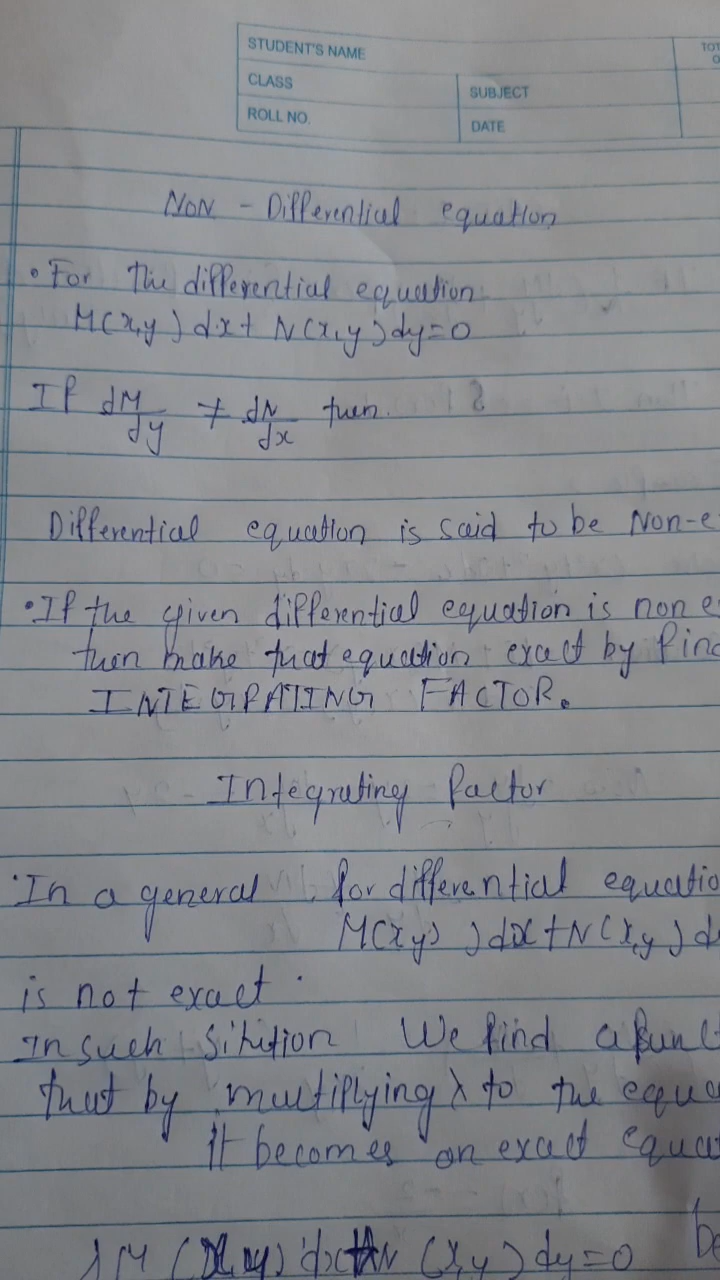 STUDENT'S NAME
TOT
O
CLASS
SUBJECT
ROLL NO.
DATE
NON - Differential equation
• For The differential equation
M(x,y) dx + N(x,y) dy=0
If dM/dy ≠ dN/dx then
Differential equation is said to be Non-e
• If the given differential equation is non e
then make that equation exact by find
INTEGRATING FACTOR.
Integrating factor
• In a general for differential equatio
M(x y) ) dx + N(x,y) d
is not exact.
In such Sitution We find a func
that by multiplying λ to the equa
It becomes an exact equa
λM (x,y) dx+λN (x,y) dy=0 be